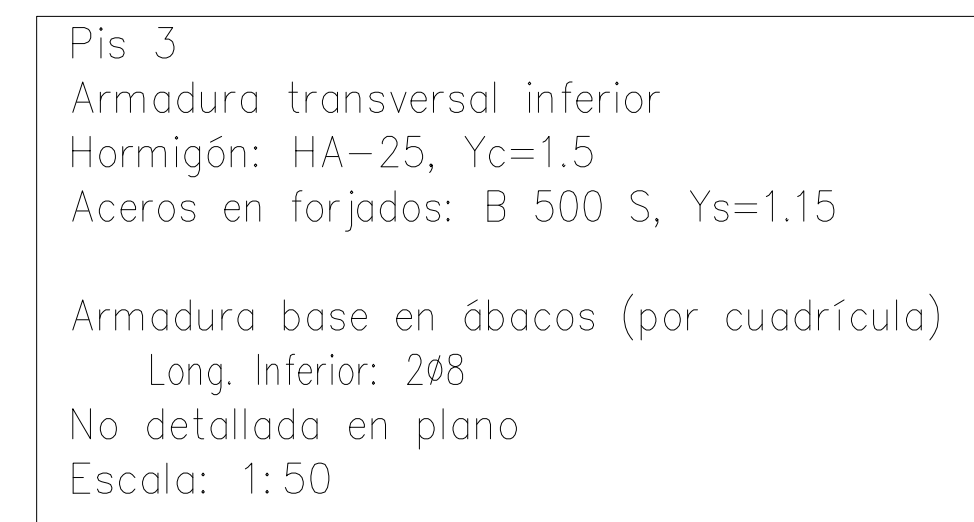 Pis 3
Armadura transversal inferior
Hormigón: HA-25, Yc=1.5
Aceros en forjados: B 500 S, Ys=1.15
Armadura base en ábacos (por cuadrícula)
Long. Inferior: 2ø8
No detallada en plano
Escala: 1:50